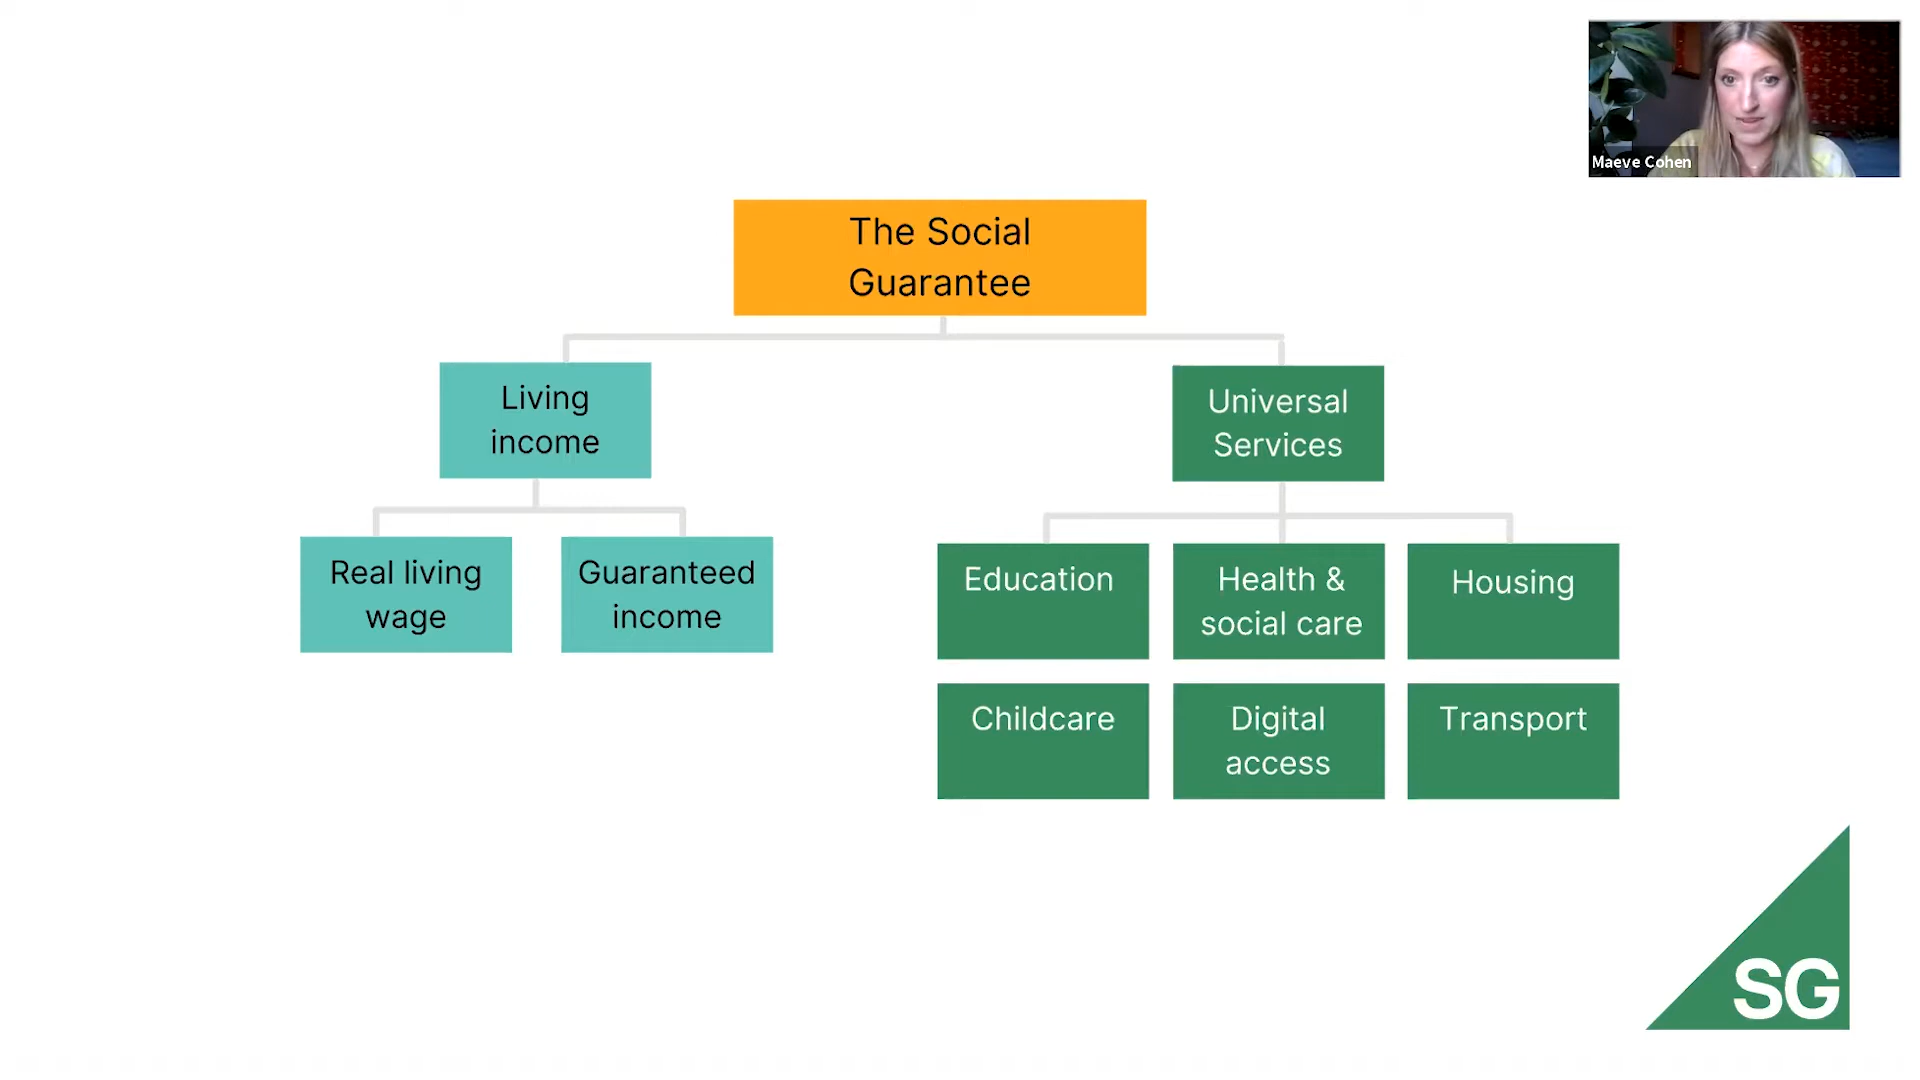 Maeve Cohen
The Social
Guarantee
Living
income
Universal
Services
Real living
wage
Guaranteed
income
Education
Health &
social care
Housing
Childcare
Digital
access
Transport
SG